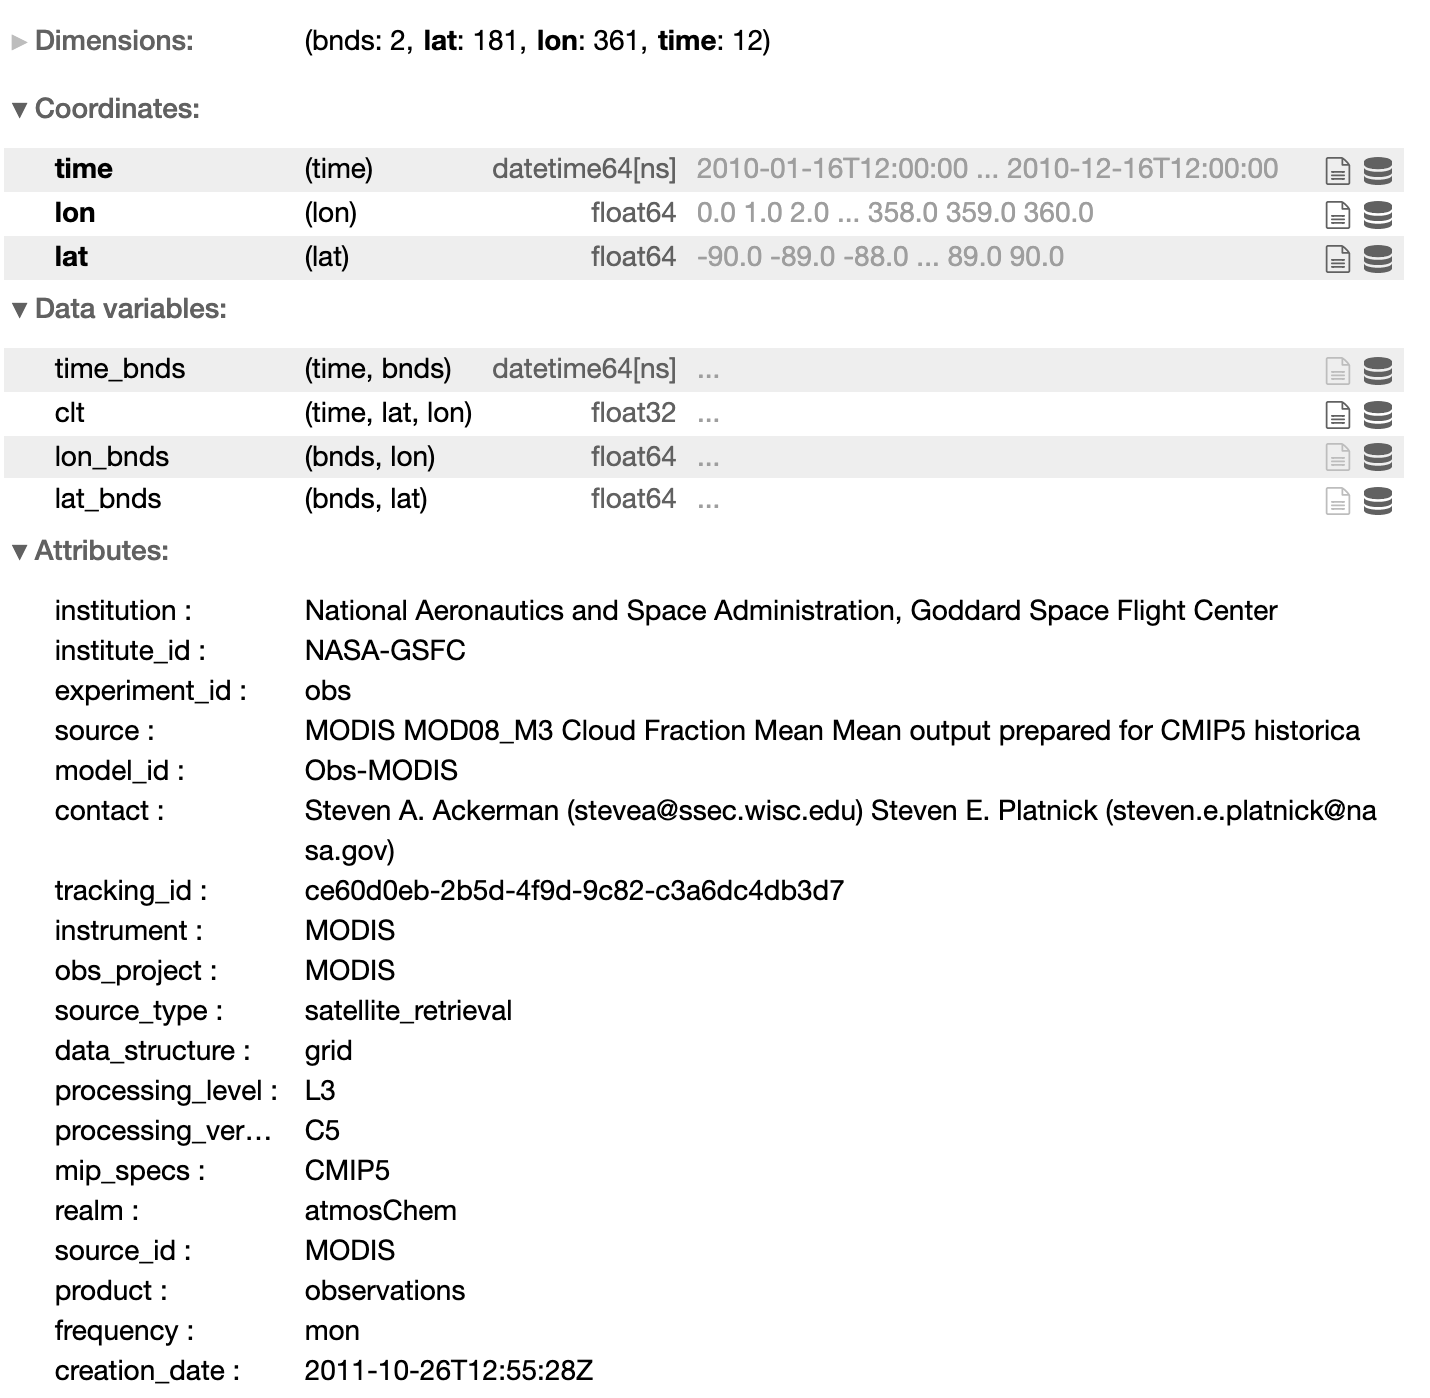 Dimensions: (bnds: 2, lat: 181, lon: 361, time: 12)
Coordinates:
time (time) datetime64[ns] 2010-01-16T12:00:00 ... 2010-12-16T12:00:00
lon (lon) float64 0.0 1.0 2.0 ... 358.0 359.0 360.0
lat (lat) float64 -90.0 -89.0 -88.0 ... 89.0 90.0
Data variables:
time_bnds (time, bnds) datetime64[ns] ...
clt (time, lat, lon) float32 ...
lon_bnds (bnds, lon) float64 ...
lat_bnds (bnds, lat) float64 ...
Attributes:
institution : National Aeronautics and Space Administration, Goddard Space Flight Center
institute_id : NASA-GSFC
experiment_id : obs
source : MODIS MOD08_M3 Cloud Fraction Mean Mean output prepared for CMIP5 historica
model_id : Obs-MODIS
contact : Steven A. Ackerman (stevea@ssec.wisc.edu) Steven E. Platnick (steven.e.platnick@na
sa.gov)
tracking_id : ce60d0eb-2b5d-4f9d-9c82-c3a6dc4db3d7
instrument : MODIS
obs_project : MODIS
source_type : satellite_retrieval
data_structure : grid
processing_level : L3
processing_ver... C5
mip_specs : CMIP5
realm : atmosChem
source_id : MODIS
product : observations
frequency : mon
creation_date : 2011-10-26T12:55:28Z